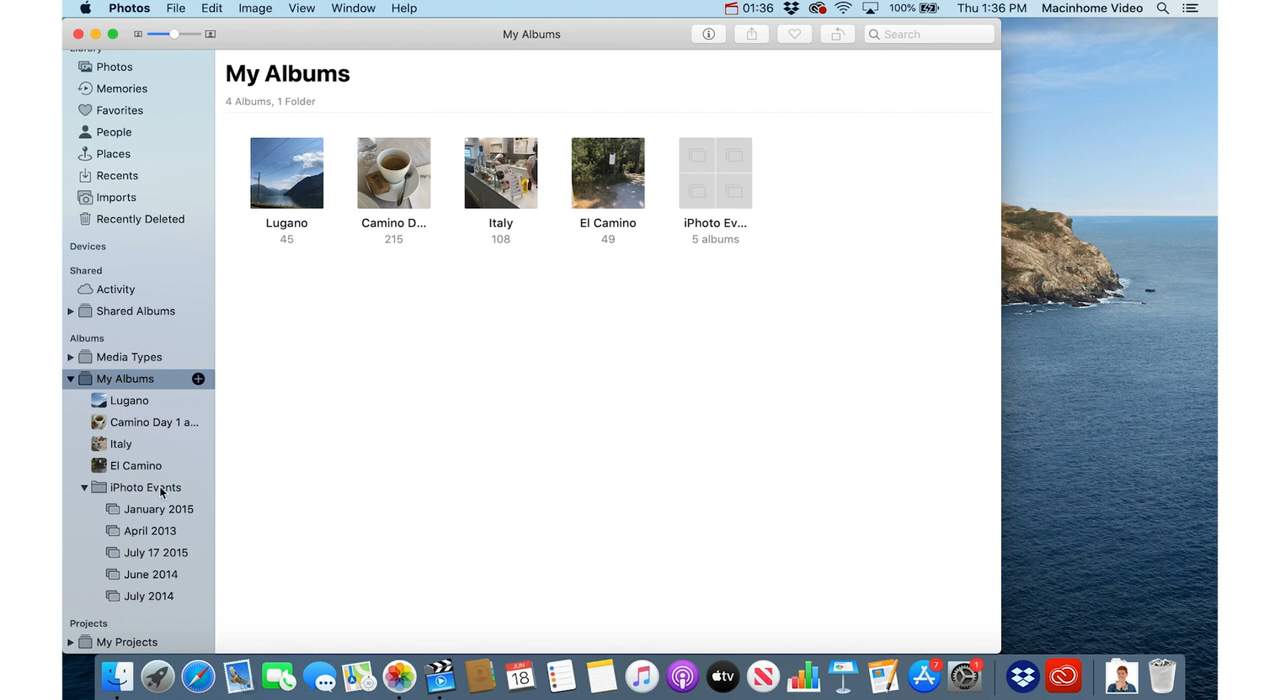 Photos File Edit Image View Window Help 01:36 100% Thu 1:36 PM Macinhome Video
My Albums
Search
Library
Photos
Memories
Favorites
People
Places
Recents
Imports
Recently Deleted
Devices
Shared
Activity
Shared Albums
Albums
Media Types
My Albums
Lugano
Camino Day 1 a...
Italy
El Camino
iPhoto Events
January 2015
April 2013
July 17 2015
June 2014
July 2014
Projects
My Projects
My Albums
4 Albums, 1 Folder
Lugano Camino D... Italy El Camino iPhoto Ev...
45 215 108 49 5 albums
JUN
18
tv
7
1